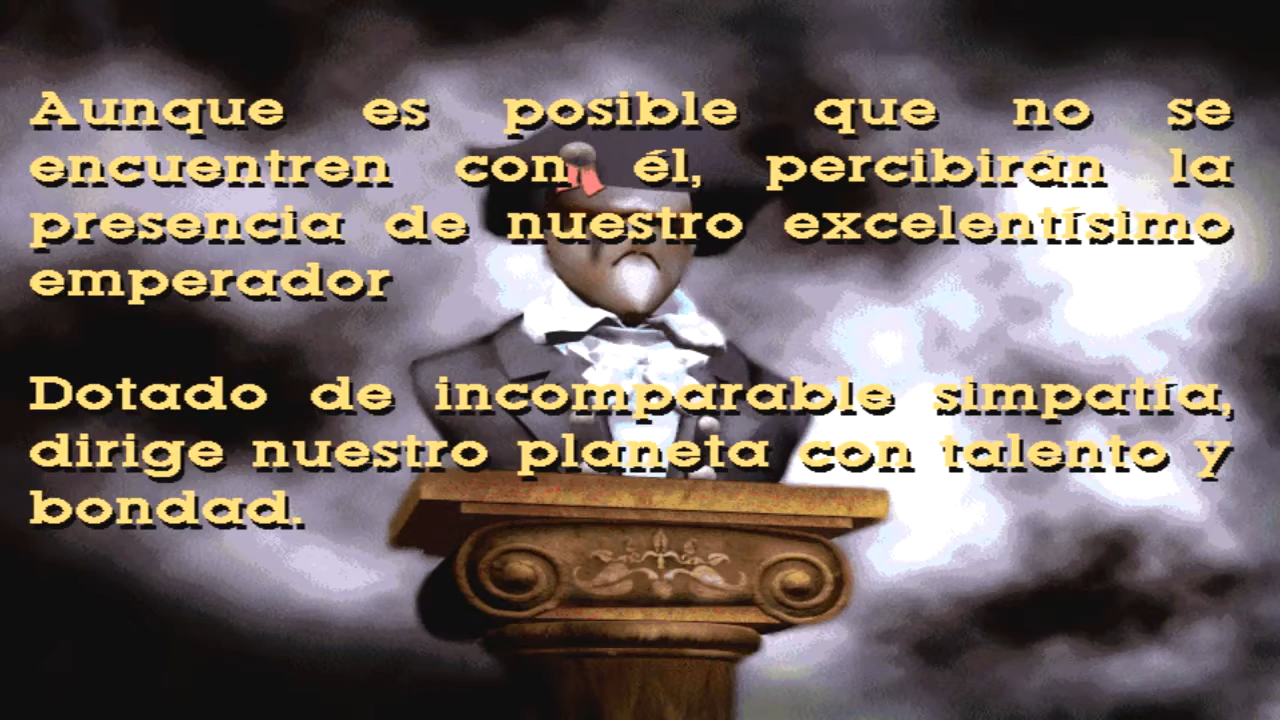 Aunque es posible que no se
encuentren con él, percibirán la
presencia de nuestro excelentísimo
emperador
Dotado de incomparable simpatía,
dirige nuestro planeta con talento y
bondad.